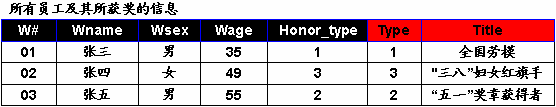 所有员工及其所获奖的信息
W# Wname Wsex Wage Honor_type Type Title
01 张三 男 35 1 1 全国劳模
02 张四 女 49 3 3 “三八”妇女红旗手
03 张五 男 55 2 2 “五一”奖章获得者